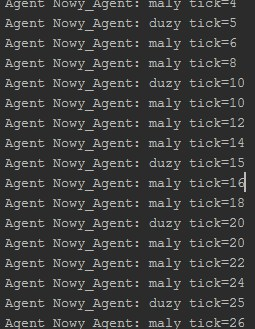 Agent Nowy_Agent: maly tick=4
Agent Nowy_Agent: duzy tick=5
Agent Nowy_Agent: maly tick=6
Agent Nowy_Agent: maly tick=8
Agent Nowy_Agent: duzy tick=10
Agent Nowy_Agent: maly tick=10
Agent Nowy_Agent: maly tick=12
Agent Nowy_Agent: maly tick=14
Agent Nowy_Agent: duzy tick=15
Agent Nowy_Agent: maly tick=16
Agent Nowy_Agent: maly tick=18
Agent Nowy_Agent: duzy tick=20
Agent Nowy_Agent: maly tick=20
Agent Nowy_Agent: maly tick=22
Agent Nowy_Agent: maly tick=24
Agent Nowy_Agent: duzy tick=25
Agent Nowy_Agent: maly tick=26